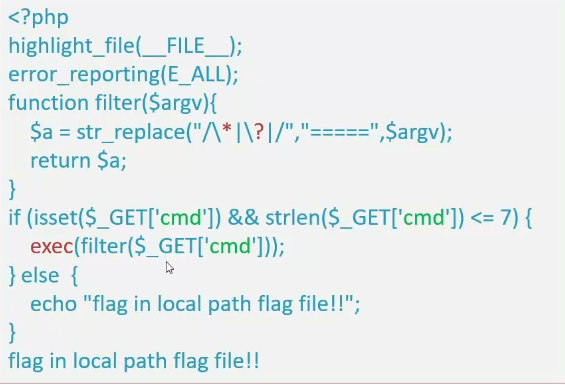 <?php
highlight_file(__FILE__);
error_reporting(E_ALL);
function filter($argv){
$a = str_replace("/\*|\?|/","=====",$argv);
return $a;
}
if (isset($_GET['cmd']) && strlen($_GET['cmd']) <= 7) {
exec(filter($_GET['cmd']));
} else {
echo "flag in local path flag file!!";
}
flag in local path flag file!!